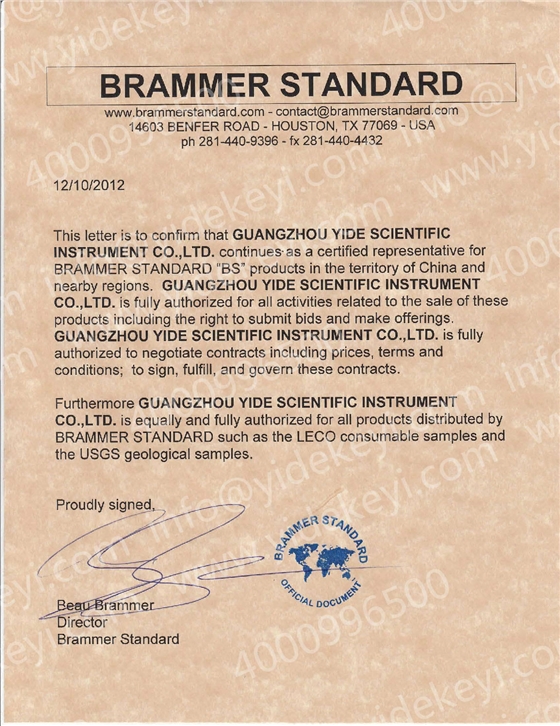 BRAMMER STANDARD
www.brammerstandard.com - contact@brammerstandard.com
14603 BENFER ROAD - HOUSTON, TX 77069 - USA
ph 281-440-9396 - fx 281-440-4432
12/10/2012
This letter is to confirm that GUANGZHOU YIDE SCIENTIFIC
INSTRUMENT CO.,LTD. continues as a certified representative for
BRAMMER STANDARD "BS" products in the territory of China and
nearby regions. GUANGZHOU YIDE SCIENTIFIC INSTRUMENT
CO.,LTD. is fully authorized for all activities related to the sale of these
products including the right to submit bids and make offerings.
GUANGZHOU YIDE SCIENTIFIC INSTRUMENT CO.,LTD. is fully
authorized to negotiate contracts including prices, terms and
conditions; to sign, fulfill, and govern these contracts.
Furthermore GUANGZHOU YIDE SCIENTIFIC INSTRUMENT
CO.,LTD. is equally and fully authorized for all products distributed by
BRAMMER STANDARD such as the LECO consumable samples and
the USGS geological samples.
Proudly signed,
BRAMMER STANDARD
OFFICIAL DOCUMENT
Beau Brammer
Director
Brammer Standard
www.yidekeyi.com
info@yidekeyi.com
4000996500